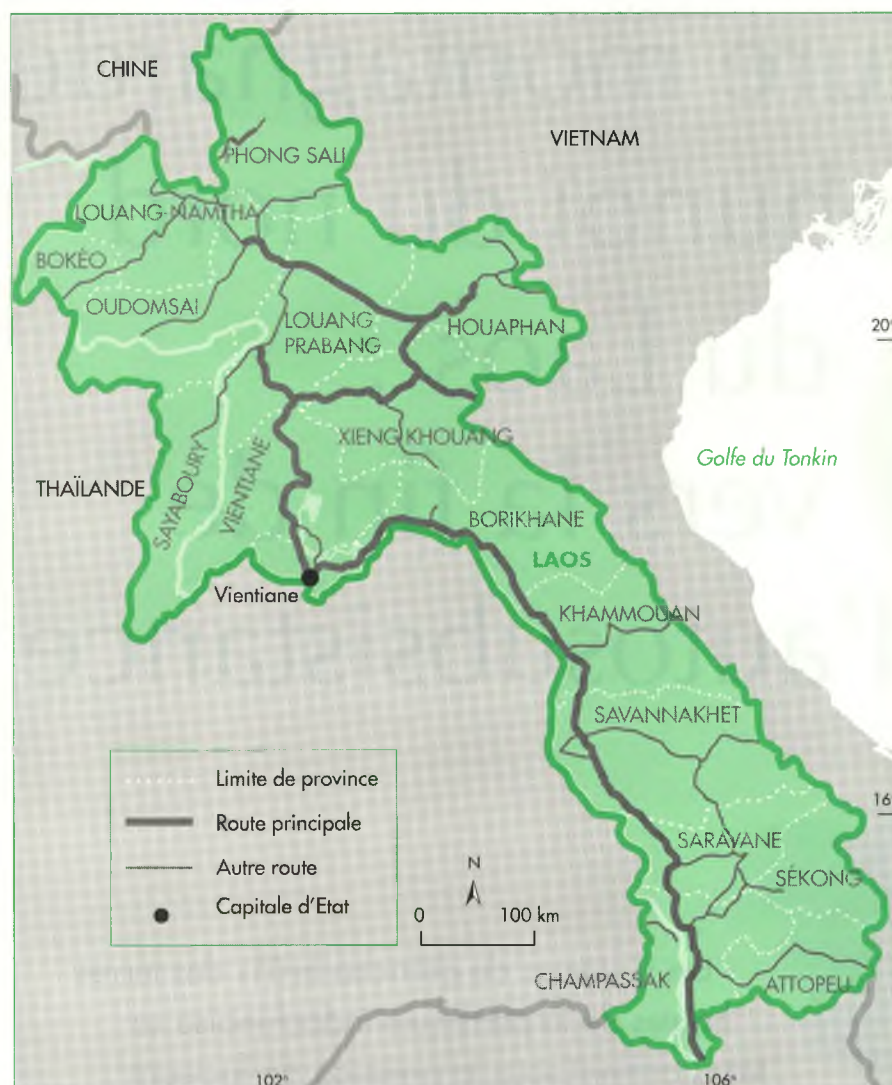 CHINE
VIETNAM
PHONG SALI
LOUANG-NAMTHA
BOKÉO
OUDOMSAI
LOUANG
PRABANG
HOUAPHAN
20°
XIENG KHOUANG
Golfe du Tonkin
THAÏLANDE
SAYABOURY
VIENTIANE
BORIKHANE
LAOS
Vientiane
KHAMMOUAN
SAVANNAKHET
Limite de province
Route principale
Autre route
Capitale d'Etat
N
0 100 km
16
SARAVANE
SÉKONG
CHAMPASSAK
ATTOPEU
102°
106°